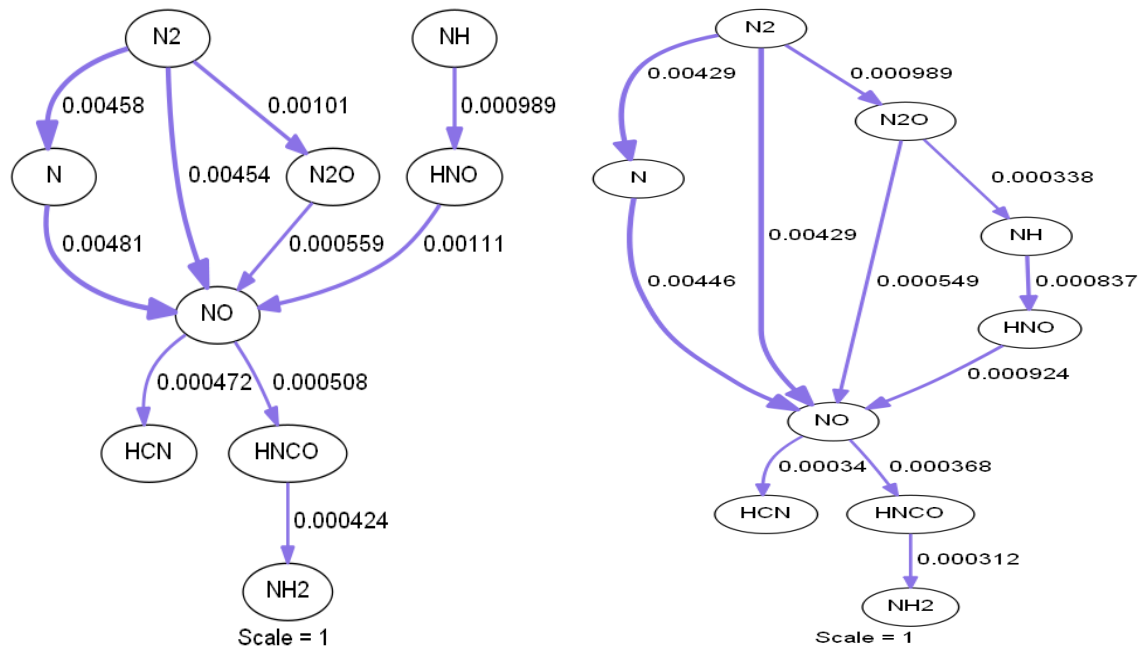 N2
NH
0.00458
0.00101
0.000989
N
0.00454
N2O
HNO
0.00481
0.000559
0.00111
NO
0.000472
0.000508
HCN
HNCO
0.000424
NH2
Scale = 1
N2
0.00429
0.000989
N2O
N
0.000338
0.00429
NH
0.00446
0.000549
0.000837
HNO
0.000924
NO
0.00034
0.000368
HCN
HNCO
0.000312
NH2
Scale = 1